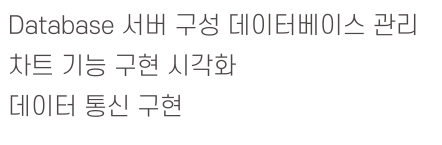 Database 서버 구성 데이터베이스 관리
차트 기능 구현 시각화
데이터 통신 구현